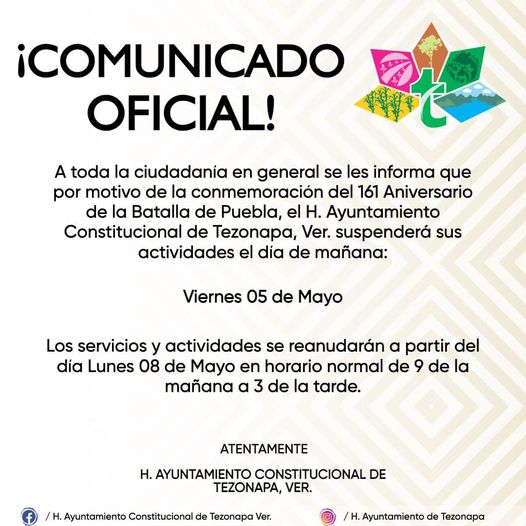 ¡COMUNICADO
OFICIAL!
t
A toda la ciudadanía en general se les informa que
por motivo de la conmemoración del 161 Aniversario
de la Batalla de Puebla, el H. Ayuntamiento
Constitucional de Tezonapa, Ver. suspenderá sus
actividades el día de mañana:
Viernes 05 de Mayo
Los servicios y actividades se reanudarán a partir del
día Lunes 08 de Mayo en horario normal de 9 de la
mañana a 3 de la tarde.
ATENTAMENTE
H. AYUNTAMIENTO CONSTITUCIONAL DE
TEZONAPA, VER.
/ H. Ayuntamiento Constitucional de Tezonapa Ver. / H. Ayuntamiento de Tezonapa